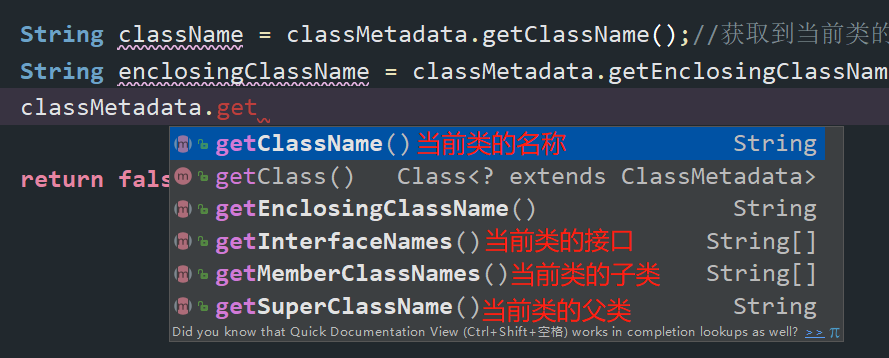 String className = classMetadata.getClassName();//获取到当前类的
String enclosingClassName = classMetadata.getEnclosingClassNam
classMetadata.get
getClassName() 当前类的名称 String
getClass() Class<? extends ClassMetadata>
return fals
getEnclosingClassName() String
getInterfaceNames() 当前类的接口 String[]
getMemberClassNames() 当前类的子类 String[]
getSuperClassName() 当前类的父类 String
Did you know that Quick Documentation View (Ctrl+Shift+空格) works in completion lookups as well? >> π